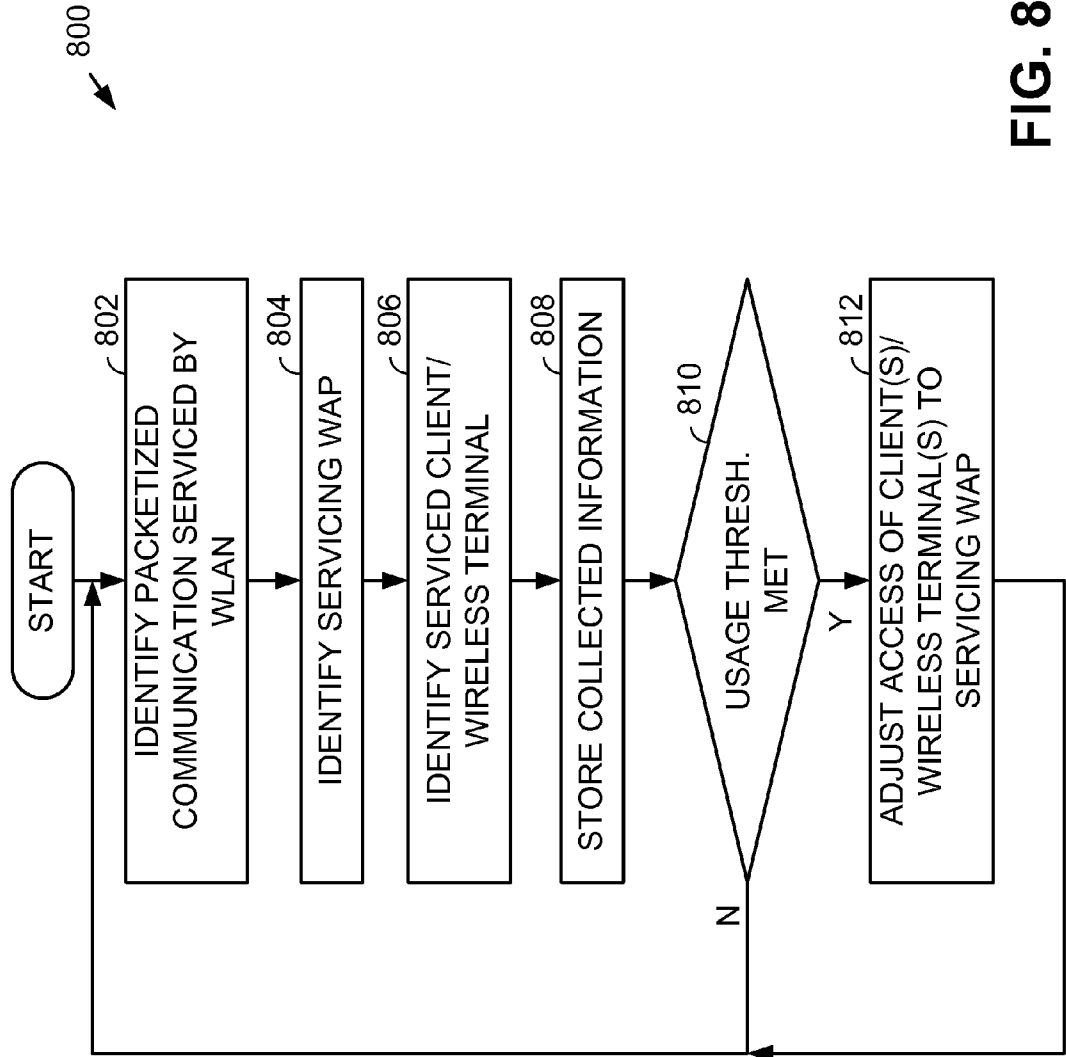 800
START
802
IDENTIFY PACKETIZED
COMMUNICATION SERVICED BY
WLAN
804
IDENTIFY SERVICING WAP
806
IDENTIFY SERVICED CLIENT/
WIRELESS TERMINAL
808
STORE COLLECTED INFORMATION
810
USAGE THRESH.
MET
N
Y
812
ADJUST ACCESS OF CLIENT(S)/
WIRELESS TERMINAL(S) TO
SERVICING WAP
FIG. 8